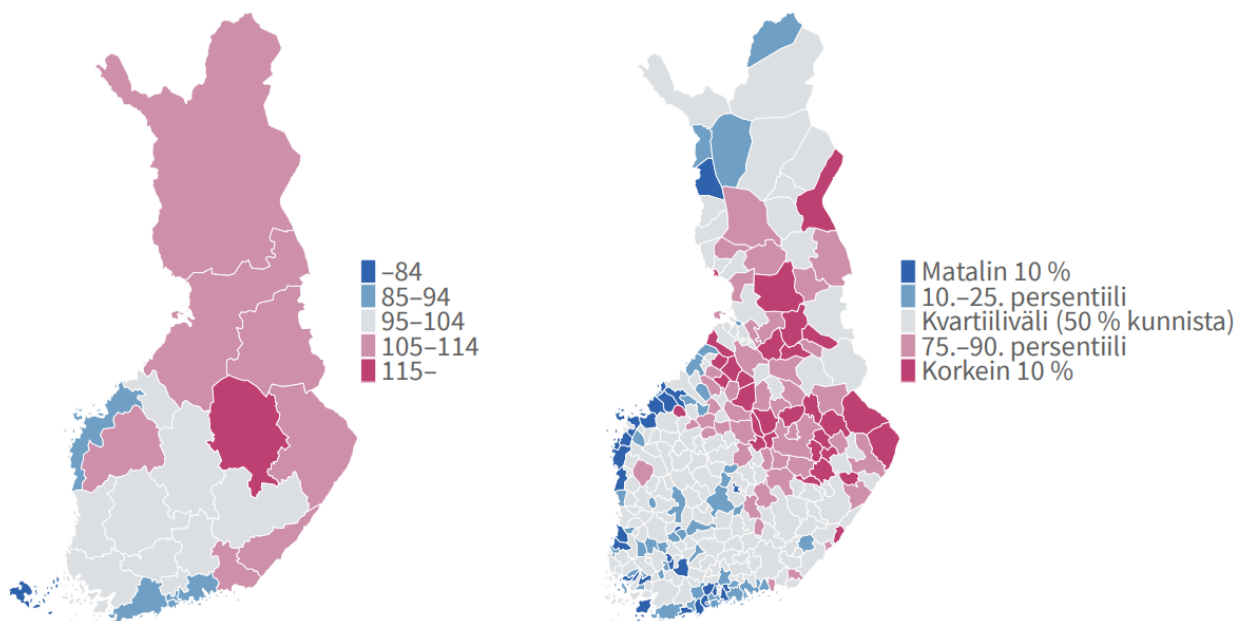 –84
85–94
95–104
105–114
115–
Matalin 10 %
10.–25. persentiili
Kvartiiliväli (50 % kunnista)
75.–90. persentiili
Korkein 10 %